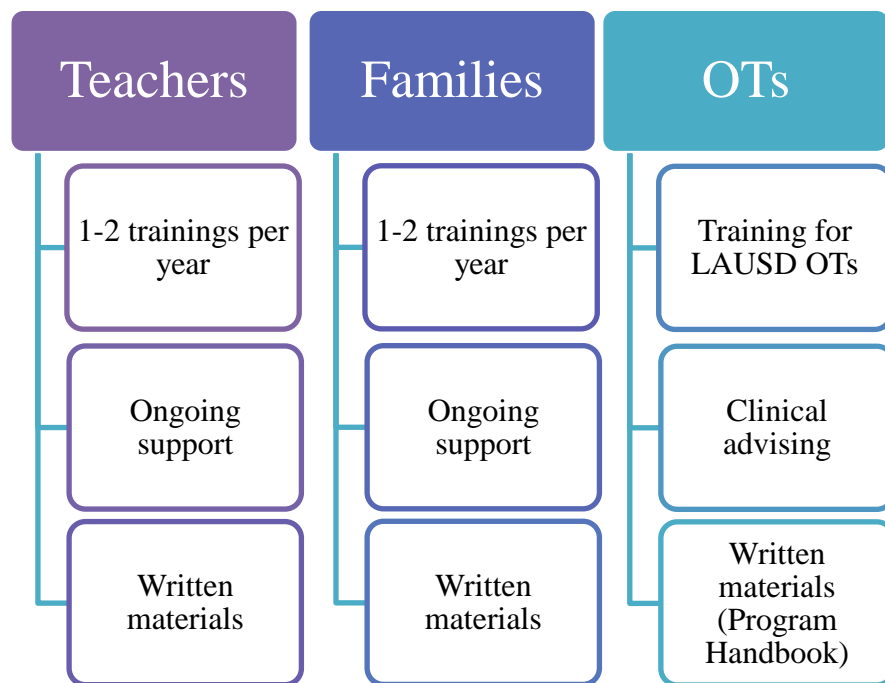 Teachers
1-2 trainings per
year
Ongoing
support
Written
materials
Families
1-2 trainings per
year
Ongoing
support
Written
materials
OTs
Training for
LAUSD OTs
Clinical
advising
Written
materials
(Program
Handbook)